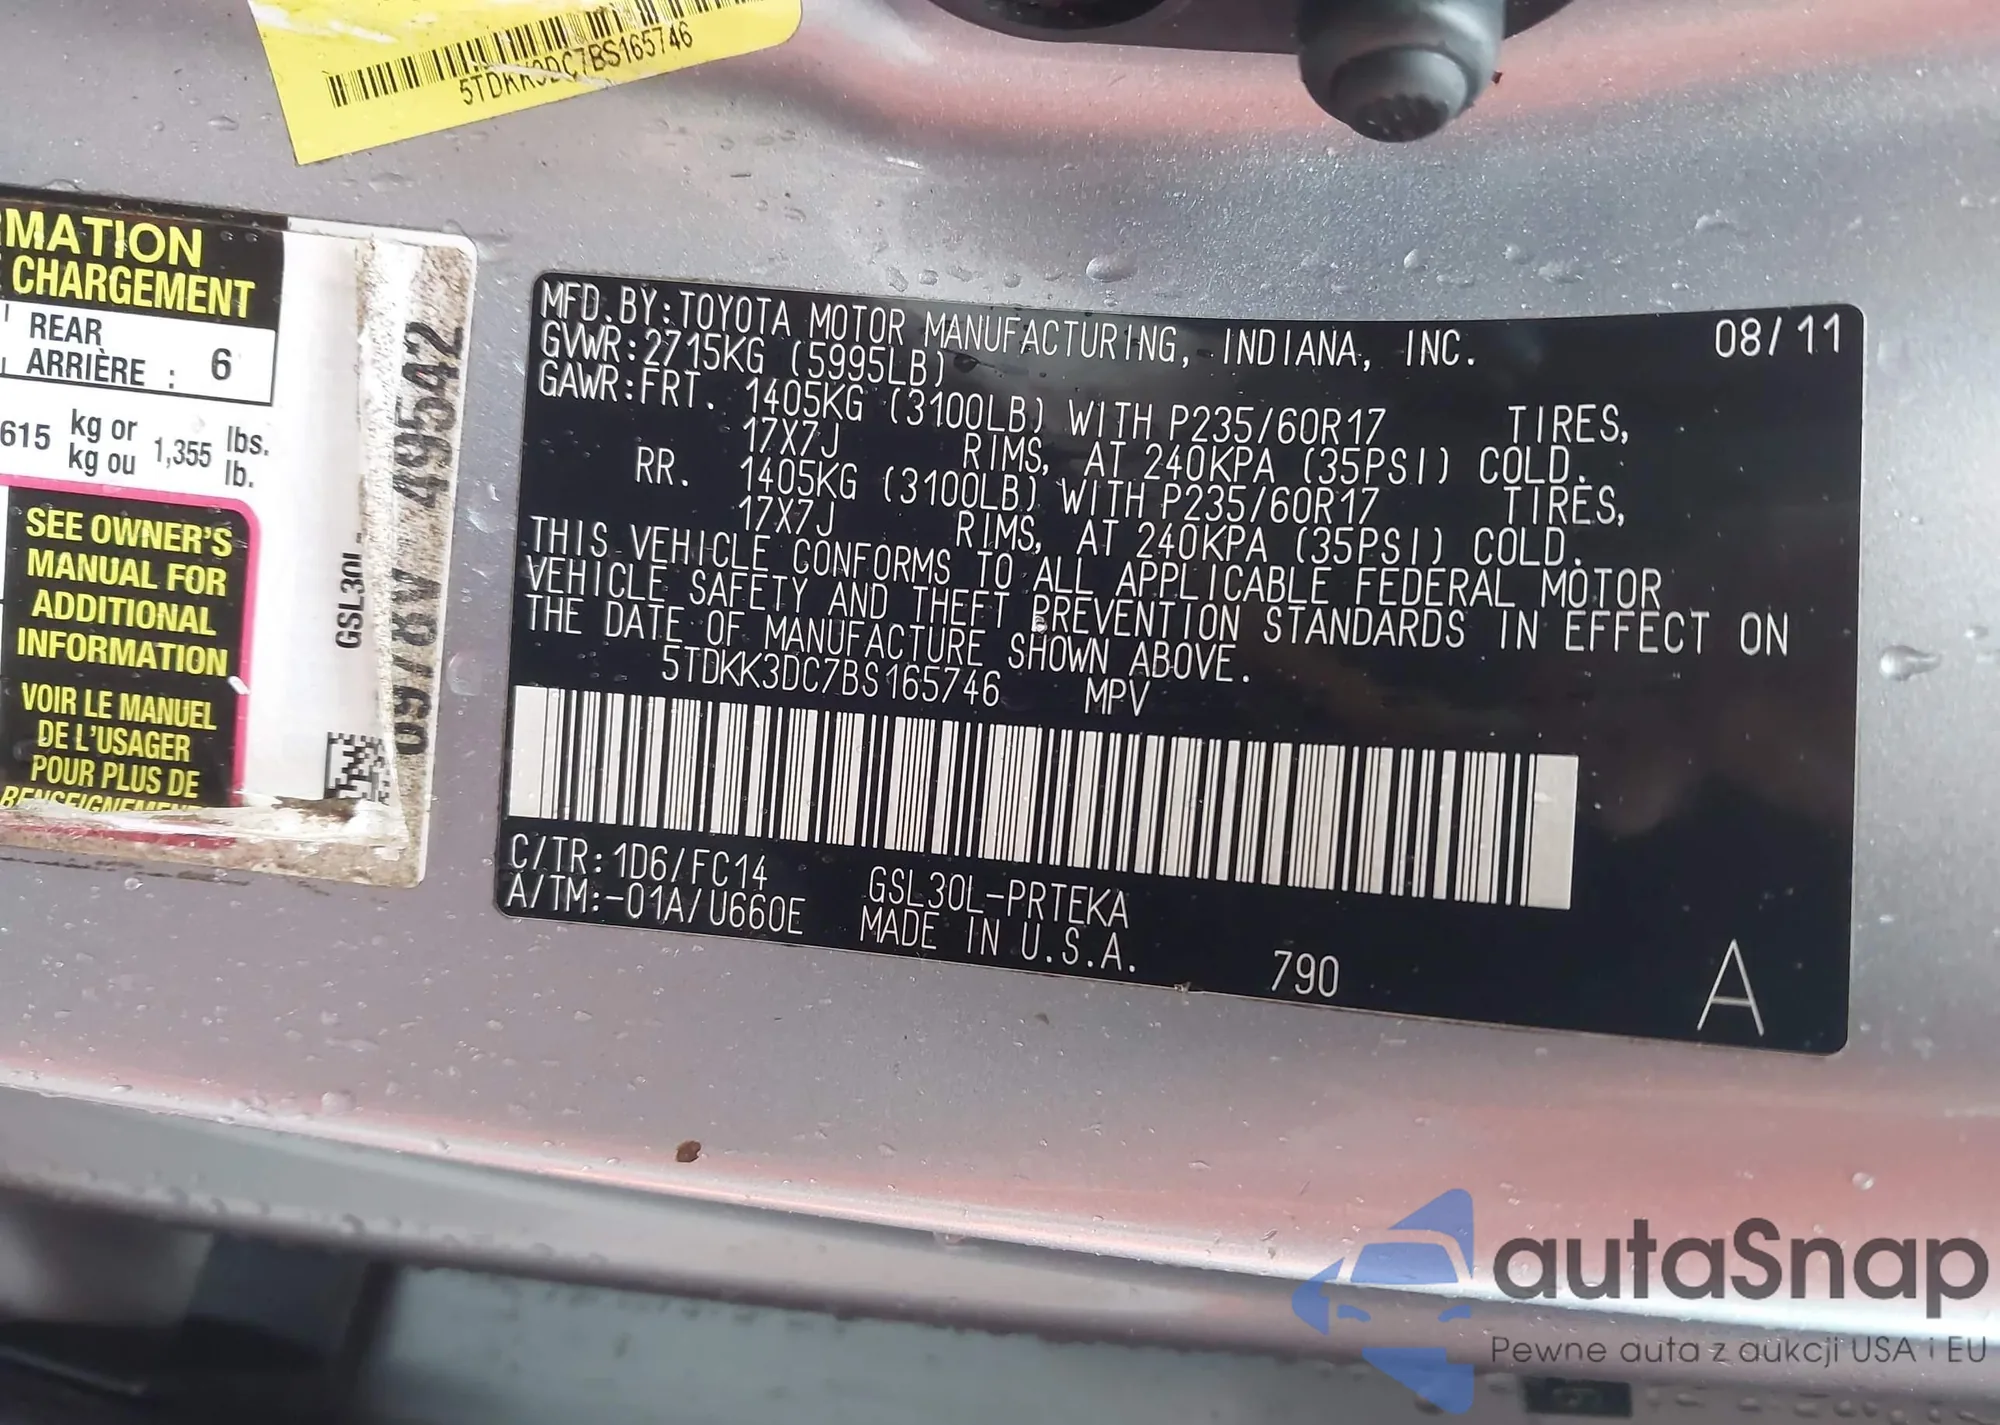 5TDKK3DC7BS165746
RMATION
CHARGEMENT
REAR
ARRIÈRE : 6
615 kg or 1,355 lbs.
kg ou lb.
SEE OWNER'S
MANUAL FOR
ADDITIONAL
INFORMATION
VOIR LE MANUEL
DE L'USAGER
POUR PLUS DE
RENSEIGNEMENT
GSL30L-
0978V 49542
MFD.BY:TOYOTA MOTOR MANUFACTURING, INDIANA, INC. 08/11
GVWR:2715KG (5995LB)
GAWR:FRT. 1405KG (3100LB) WITH P235/60R17 TIRES,
17X7J RIMS, AT 240KPA (35PSI) COLD.
RR. 1405KG (3100LB) WITH P235/60R17 TIRES,
17X7J RIMS, AT 240KPA (35PSI) COLD.
THIS VEHICLE CONFORMS TO ALL APPLICABLE FEDERAL MOTOR
VEHICLE SAFETY AND THEFT PREVENTION STANDARDS IN EFFECT ON
THE DATE OF MANUFACTURE SHOWN ABOVE.
5TDKK3DC7BS165746 MPV
C/TR:1D6/FC14 GSL30L-PRTEKA
A/TM:-01A/U660E MADE IN U.S.A. 790
A
autaSnap
Pewne auta z aukcji USA i EU